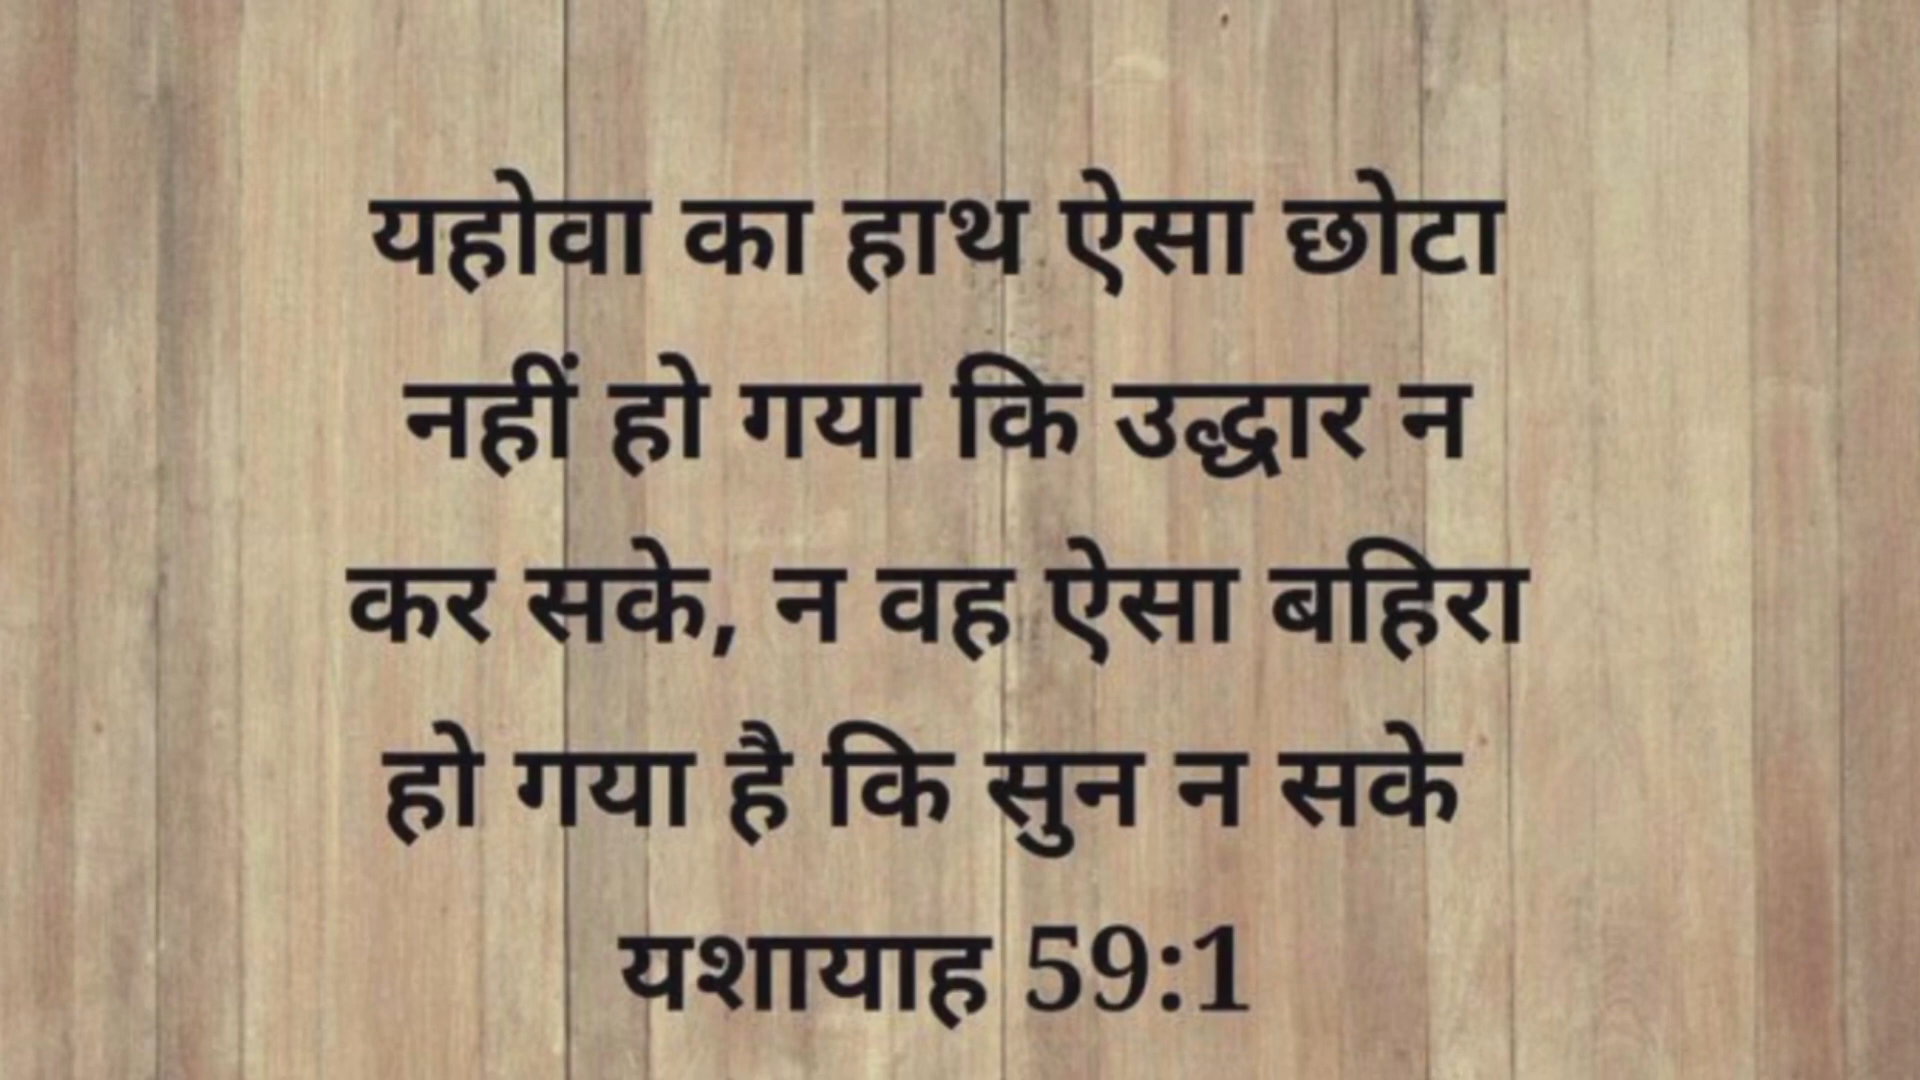 यहोवा का हाथ ऐसा छोटा
नहीं हो गया कि उद्धार न
कर सके, न वह ऐसा बहिरा
हो गया है कि सुन न सके
यशायाह 59:1